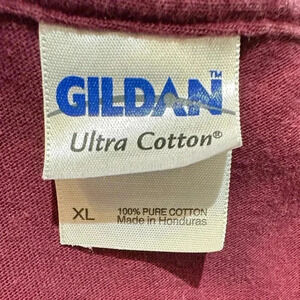 GILDAN™
Ultra Cotton®
XL 100% PURE COTTON
Made in Honduras